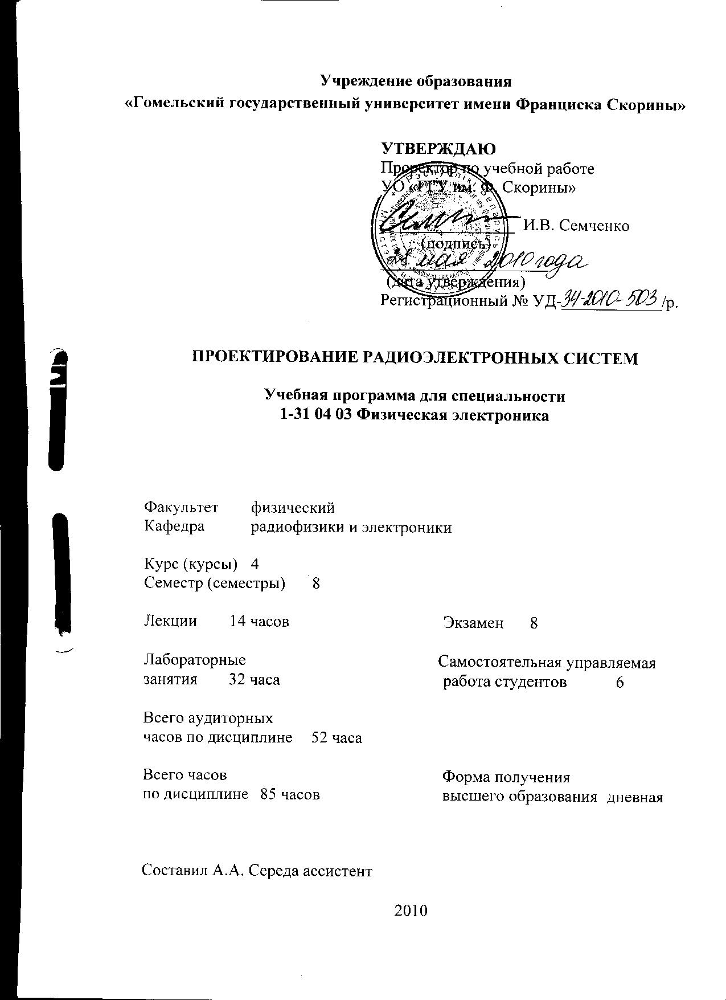 Учреждение образования
«Гомельский государственный университет имени Франциска Скорины»
УТВЕРЖДАЮ
Проректор по учебной работе
УО «ГГУ им. Ф. Скорины»
И.В. Семченко
(подпись)
28 мая 2010 года
(дата утверждения)
Регистрационный № УД-34-2010-503 /р.
ПРОЕКТИРОВАНИЕ РАДИОЭЛЕКТРОННЫХ СИСТЕМ
Учебная программа для специальности
1-31 04 03 Физическая электроника
Факультет физический
Кафедра радиофизики и электроники
Курс (курсы) 4
Семестр (семестры) 8
Лекции 14 часов Экзамен 8
Лабораторные Самостоятельная управляемая
занятия 32 часа работа студентов 6
Всего аудиторных
часов по дисциплине 52 часа
Всего часов Форма получения
по дисциплине 85 часов высшего образования дневная
Составил А.А. Середа ассистент
2010